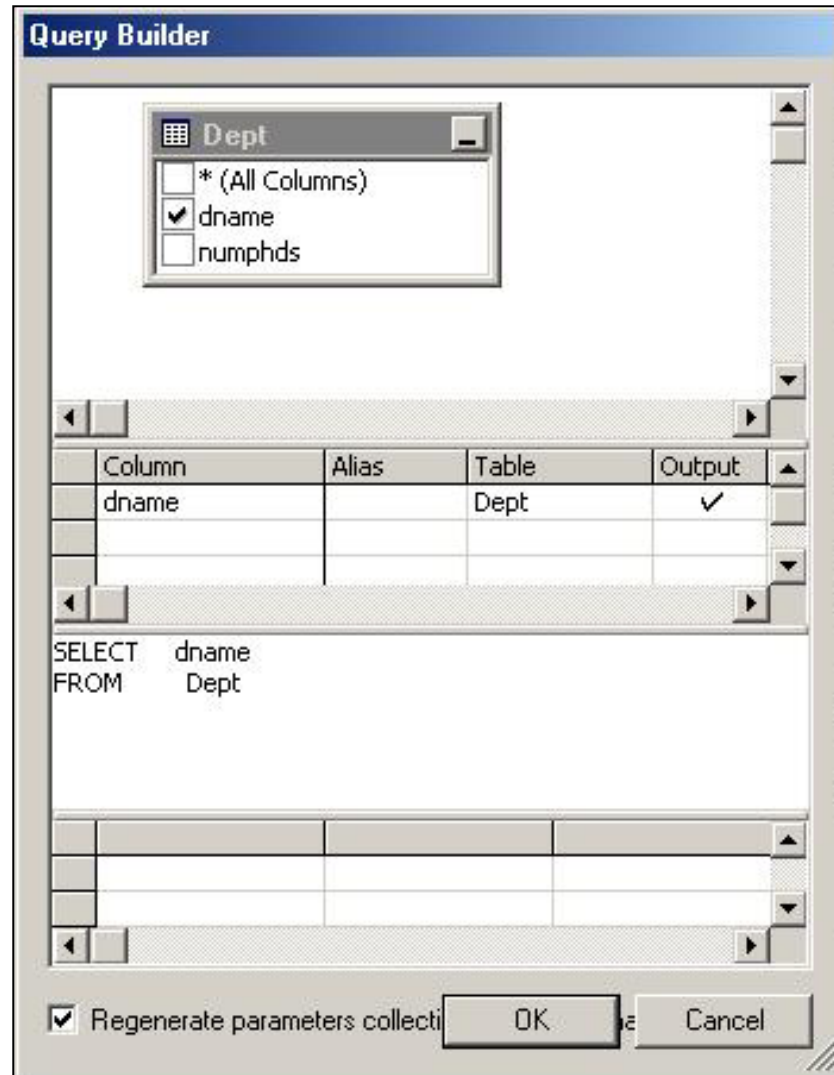 Query Builder
Dept
* (All Columns)
dname
numphds
Column Alias Table Output
dname Dept
SELECT dname
FROM Dept
Regenerate parameters OK Cancel